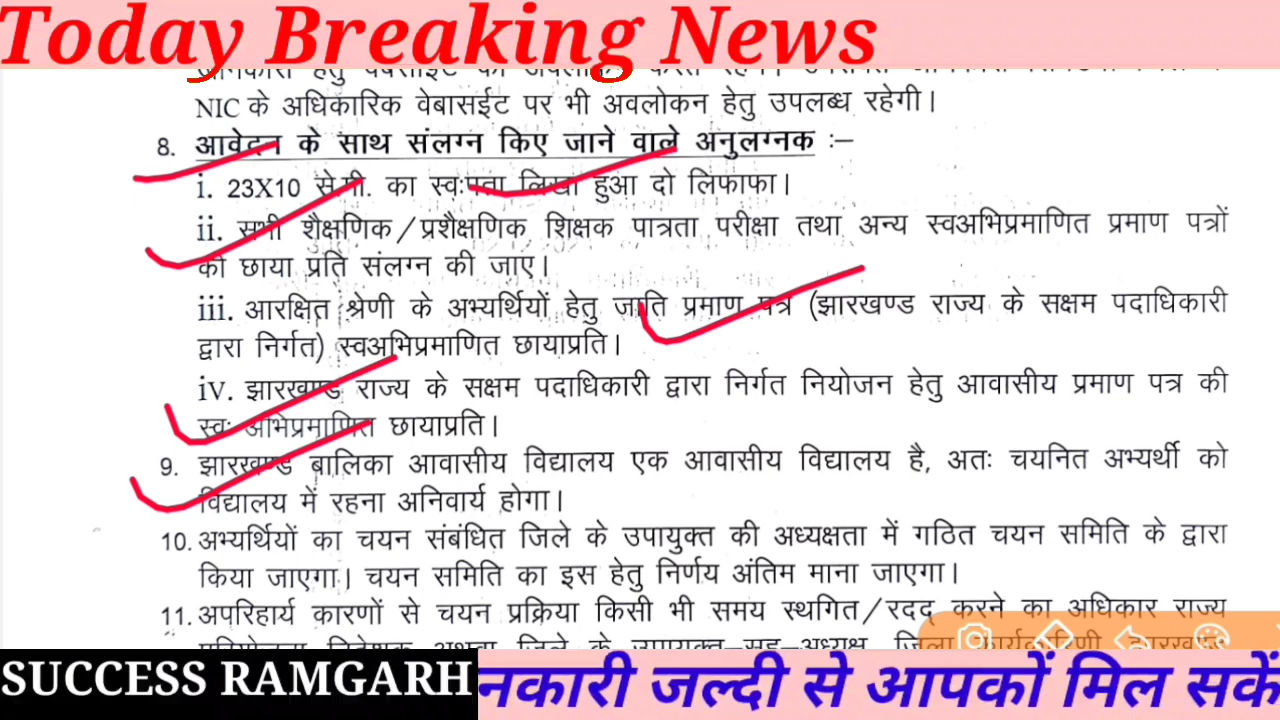 Today Breaking News
NIC के अधिकारिक वेबासईट पर भी अवलोकन हेतु उपलब्ध रहेगी।
8. आवेदन के साथ संलग्न किए जाने वाले अनुलग्नक :–
i. 23X10 से.मी. का स्वःपता लिखा हुआ दो लिफाफा।
ii. सभी शैक्षणिक/प्रशैक्षणिक शिक्षक पात्रता परीक्षा तथा अन्य स्वअभिप्रमाणित प्रमाण पत्रों
की छाया प्रति संलग्न की जाए।
iii. आरक्षित श्रेणी के अभ्यर्थियों हेतु जाति प्रमाण पत्र (झारखण्ड राज्य के सक्षम पदाधिकारी
द्वारा निर्गत) स्वअभिप्रमाणित छायाप्रति।
iv. झारखण्ड राज्य के सक्षम पदाधिकारी द्वारा निर्गत नियोजन हेतु आवासीय प्रमाण पत्र की
स्वः अभिप्रमाणित छायाप्रति।
9. झारखण्ड बालिका आवासीय विद्यालय एक आवासीय विद्यालय है, अतः चयनित अभ्यर्थी को
विद्यालय में रहना अनिवार्य होगा।
10. अभ्यर्थियों का चयन संबंधित जिले के उपायुक्त की अध्यक्षता में गठित चयन समिति के द्वारा
किया जाएगा। चयन समिति का इस हेतु निर्णय अंतिम माना जाएगा।
11. अपरिहार्य कारणों से चयन प्रक्रिया किसी भी समय स्थगित/रदद् करने का अधिकार राज्य
SUCCESS RAMGARH
नकारी जल्दी से आपकों मिल सकें